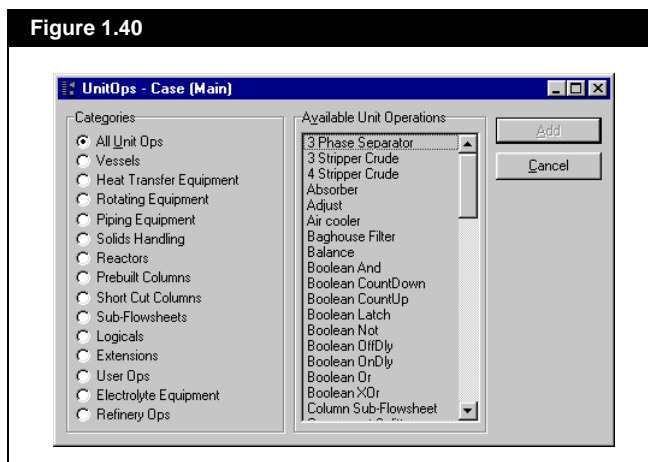 Figure 1.40
UnitOps - Case (Main)
Categories
All Unit Ops
Vessels
Heat Transfer Equipment
Rotating Equipment
Piping Equipment
Solids Handling
Reactors
Prebuilt Columns
Short Cut Columns
Sub-Flowsheets
Logicals
Extensions
User Ops
Electrolyte Equipment
Refinery Ops
Available Unit Operations
3 Phase Separator
3 Stripper Crude
4 Stripper Crude
Absorber
Adjust
Air cooler
Baghouse Filter
Balance
Boolean And
Boolean CountDown
Boolean CountUp
Boolean Latch
Boolean Not
Boolean OffDly
Boolean OnDly
Boolean Or
Boolean XOr
Column Sub-Flowsheet
Add
Cancel